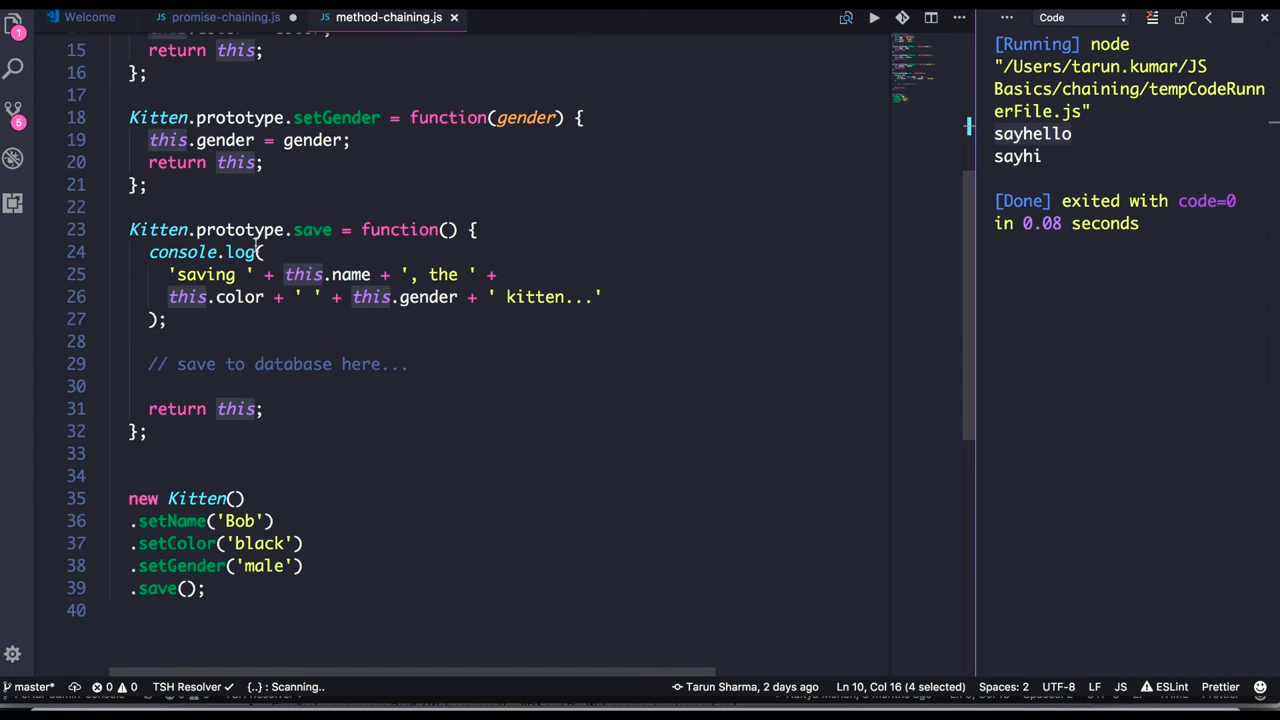 Welcome promise-chaining.js method-chaining.js Code
15 return this;
16 };
17
18 Kitten.prototype.setGender = function(gender) {
19 this.gender = gender;
20 return this;
21 };
22
23 Kitten.prototype.save = function() {
24 console.log(
25 'saving ' + this.name + ', the ' +
26 this.color + ' ' + this.gender + ' kitten...'
27 );
28
29 // save to database here...
30
31 return this;
32 };
33
34
35 new Kitten()
36 .setName('Bob')
37 .setColor('black')
38 .setGender('male')
39 .save();
40
[Running] node
"/Users/tarun.kumar/JS
Basics/chaining/tempCodeRunn
erFile.js"
sayhello
sayhi
[Done] exited with code=0
in 0.08 seconds
1
5
master* 0 0 TSH Resolver {..} : Scanning.. Tarun Sharma, 2 days ago Ln 10, Col 16 (4 selected) Spaces: 2 UTF-8 LF JS ESLint Prettier